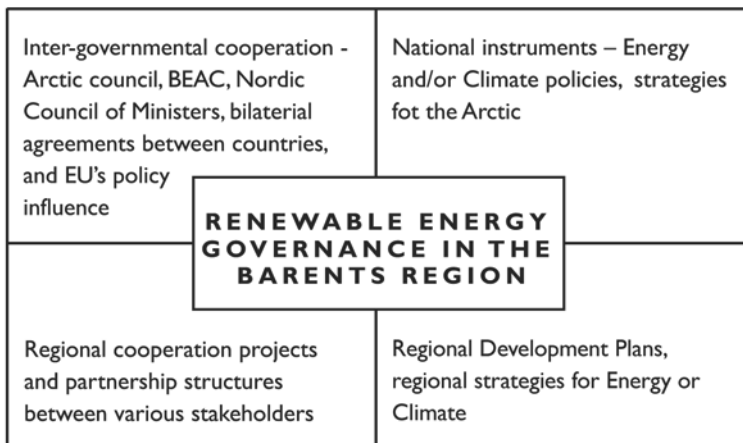 Inter-governmental cooperation -
Arctic council, BEAC, Nordic
Council of Ministers, bilaterial
agreements between countries,
and EU's policy
influence
National instruments – Energy
and/or Climate policies, strategies
fot the Arctic
RENEWABLE ENERGY
GOVERNANCE IN THE
BARENTS REGION
Regional cooperation projects
and partnership structures
between various stakeholders
Regional Development Plans,
regional strategies for Energy or
Climate